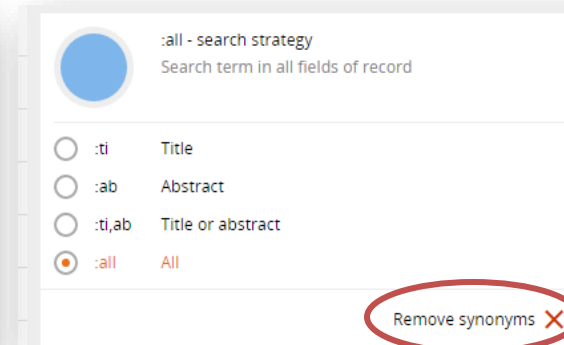 :all - search strategy
Search term in all fields of record
:ti Title
:ab Abstract
:ti,ab Title or abstract
:all All
Remove synonyms